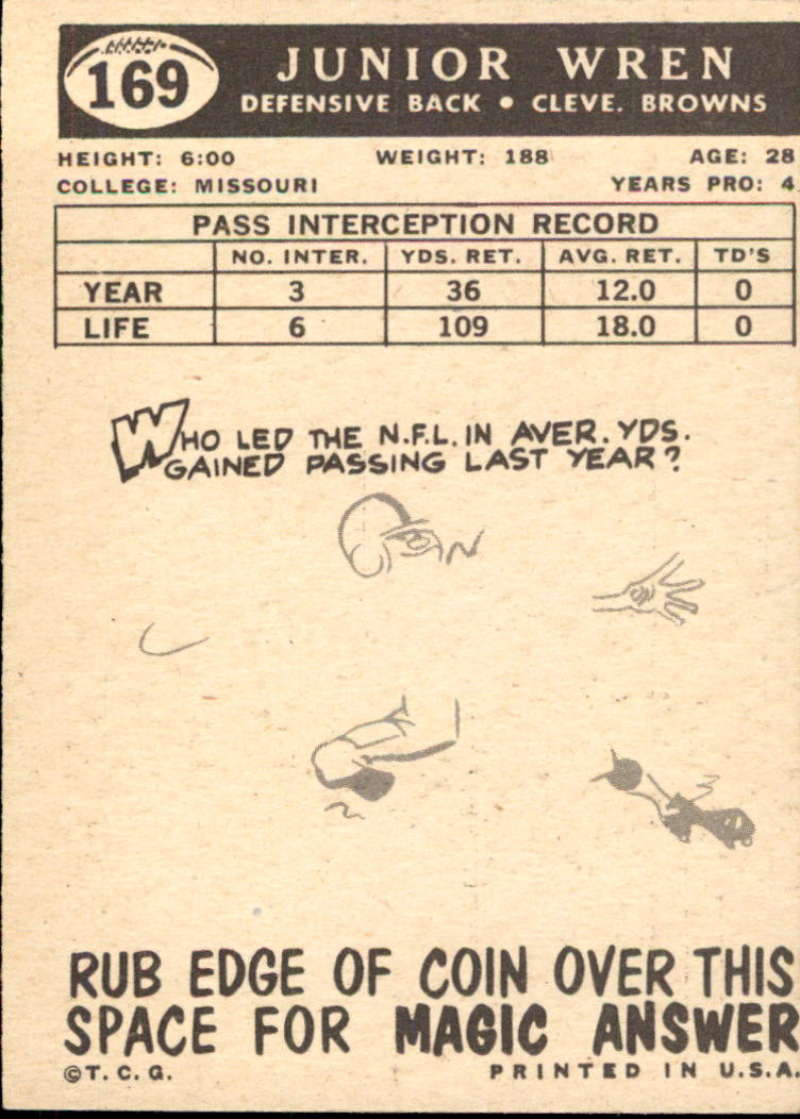 169
JUNIOR WREN
DEFENSIVE BACK • CLEVE. BROWNS
HEIGHT: 6:00 WEIGHT: 188 AGE: 28
COLLEGE: MISSOURI YEARS PRO: 4
PASS INTERCEPTION RECORD
NO. INTER. YDS. RET. AVG. RET. TD'S
YEAR 3 36 12.0 0
LIFE 6 109 18.0 0
WHO LED THE N.F.L. IN AVER. YDS.
GAINED PASSING LAST YEAR?
RUB EDGE OF COIN OVER THIS
SPACE FOR MAGIC ANSWER
©T. C. G. PRINTED IN U.S.A.